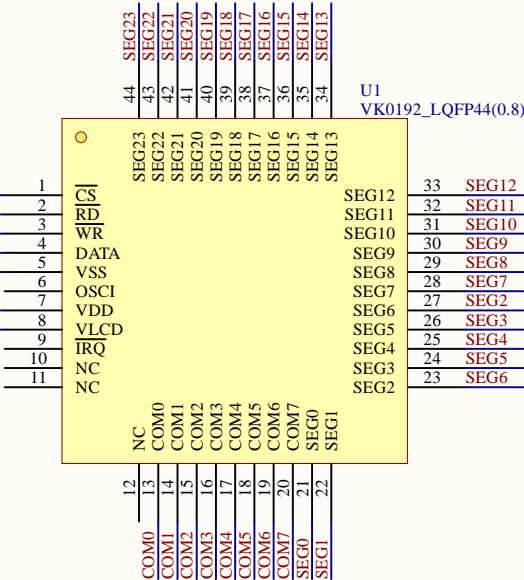 SEG23 SEG22 SEG21 SEG20 SEG19 SEG18 SEG17 SEG16 SEG15 SEG14 SEG13
44 43 42 41 40 39 38 37 36 35 34
U1
VK0192_LQFP44(0.8)
SEG23 SEG22 SEG21 SEG20 SEG19 SEG18 SEG17 SEG16 SEG15 SEG14 SEG13
1 CS SEG12 33 SEG12
2 RD SEG11 32 SEG11
3 WR SEG10 31 SEG10
4 DATA SEG9 30 SEG9
5 VSS SEG8 29 SEG8
6 OSCI SEG7 28 SEG7
7 VDD SEG6 27 SEG2
8 VLCD SEG5 26 SEG3
9 IRQ SEG4 25 SEG4
10 NC SEG3 24 SEG5
11 NC SEG2 23 SEG6
NC COM0 COM1 COM2 COM3 COM4 COM5 COM6 COM7 SEG0 SEG1
12 13 14 15 16 17 18 19 20 21 22
COM0 COM1 COM2 COM3 COM4 COM5 COM6 COM7 SEG0 SEG1